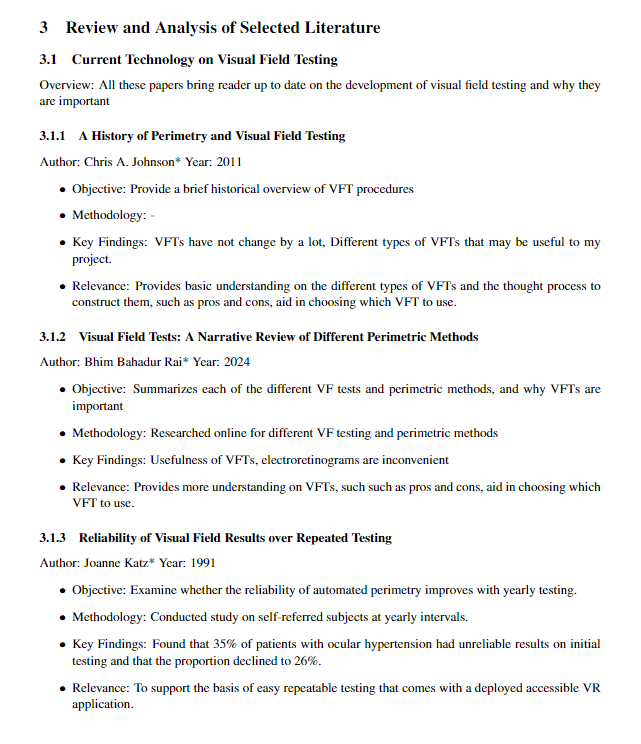 3 Review and Analysis of Selected Literature
3.1 Current Technology on Visual Field Testing
Overview: All these papers bring reader up to date on the development of visual field testing and why they
are important
3.1.1 A History of Perimetry and Visual Field Testing
Author: Chris A. Johnson* Year: 2011
• Objective: Provide a brief historical overview of VFT procedures
• Methodology: -
• Key Findings: VFTs have not change by a lot, Different types of VFTs that may be useful to my
project.
• Relevance: Provides basic understanding on the different types of VFTs and the thought process to
construct them, such as pros and cons, aid in choosing which VFT to use.
3.1.2 Visual Field Tests: A Narrative Review of Different Perimetric Methods
Author: Bhim Bahadur Rai* Year: 2024
• Objective: Summarizes each of the different VF tests and perimetric methods, and why VFTs are
important
• Methodology: Researched online for different VF testing and perimetric methods
• Key Findings: Usefulness of VFTs, electroretinograms are inconvenient
• Relevance: Provides more understanding on VFTs, such such as pros and cons, aid in choosing which
VFT to use.
3.1.3 Reliability of Visual Field Results over Repeated Testing
Author: Joanne Katz* Year: 1991
• Objective: Examine whether the reliability of automated perimetry improves with yearly testing.
• Methodology: Conducted study on self-referred subjects at yearly intervals.
• Key Findings: Found that 35% of patients with ocular hypertension had unreliable results on initial
testing and that the proportion declined to 26%.
• Relevance: To support the basis of easy repeatable testing that comes with a deployed accessible VR
application.